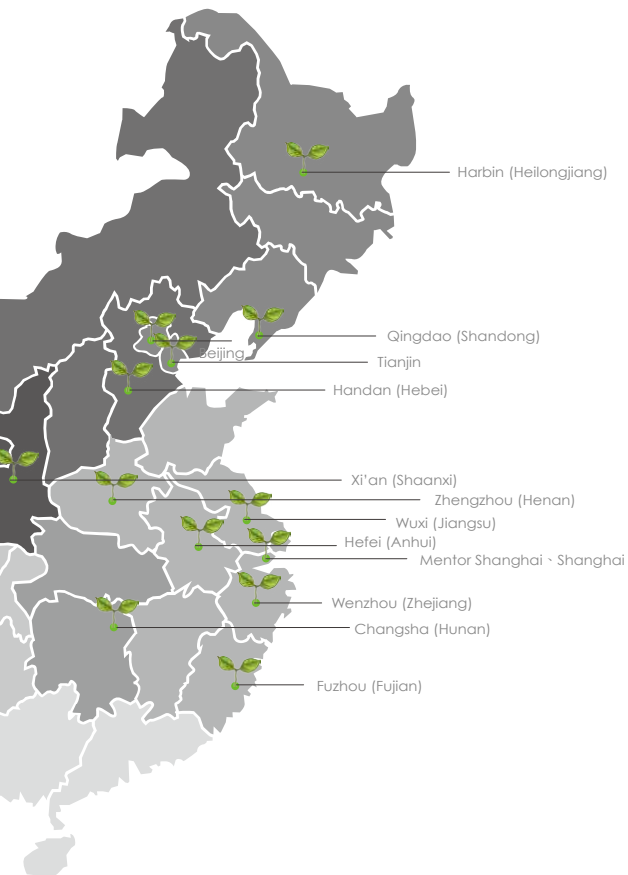 Harbin (Heilongjiang)
Qingdao (Shandong)
Beijing
Tianjin
Handan (Hebei)
Xi'an (Shaanxi)
Zhengzhou (Henan)
Wuxi (Jiangsu)
Hefei (Anhui)
Mentor Shanghai、Shanghai
Wenzhou (Zhejiang)
Changsha (Hunan)
Fuzhou (Fujian)